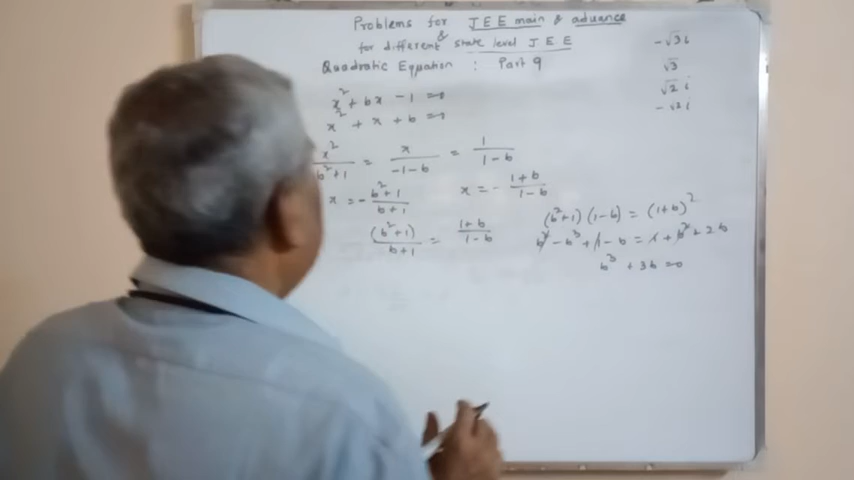 Problems for JEE main & advance
&
for different state level JEE
Quadratic Equation : Part 9
x² + bx - 1 = 0
x² + x + b = 0
x²/b²+1 = x/-1-b = 1/1-b
x = - b²+1/b+1
x = - 1+b/1-b
(b²+1)/b+1 = 1+b/1-b
(b²+1)(1-b) = (1+b)²
b² - b³ + 1 - b = 1 + b² + 2b
b³ + 3b = 0
-√3 i
√3
√2 i
-√2 i